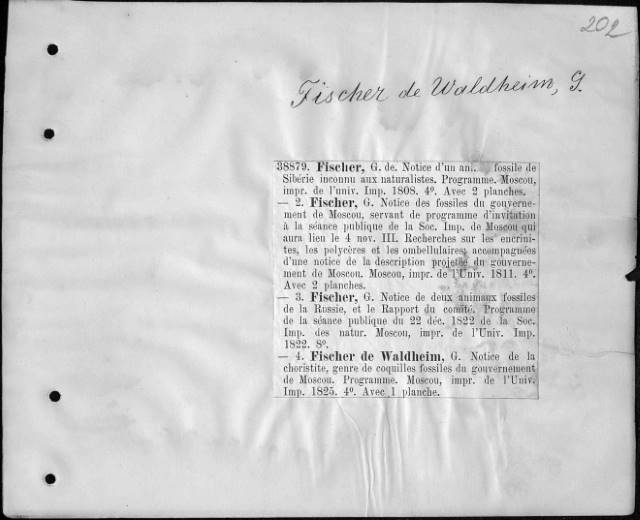 202
Fischer de Waldheim, G.
38879. Fischer, G. de. Notice d'un an... fossile de
Sibérie inconnu aux naturalistes. Programme. Moscou,
impr. de l'univ. Imp. 1808. 4º. Avec 2 planches.
— 2. Fischer, G. Notice des fossiles du gouverne-
ment de Moscou, servant de programme d'invitation
à la séance publique de la Soc. Imp. de Moscou qui
aura lieu le 4 nov. III. Recherches sur les encrini-
tes, les polycères et les ombellulaires, accompagnées
d'une notice de la description projetée du gouverne-
ment de Moscou. Moscou, impr. de l'Univ. 1811. 4º.
Avec 2 planches.
— 3. Fischer, G. Notice de deux animaux fossiles
de la Russie, et le Rapport du comité. Programme
de la séance publique du 22 déc. 1822 de la Soc.
Imp. des natur. Moscou, impr. de l'Univ. Imp.
1822. 8º.
— 4. Fischer de Waldheim, G. Notice de la
choristite, genre de coquilles fossiles du gouvernement
de Moscou. Programme. Moscou, impr. de l'Univ.
Imp. 1825. 4º. Avec 1 planche.